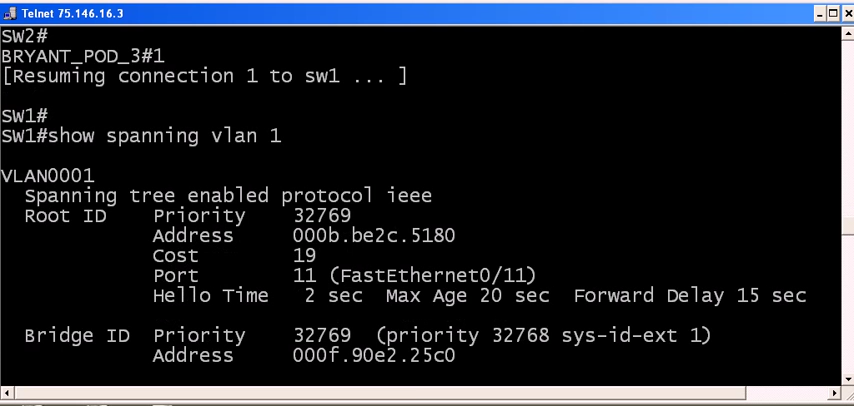 Telnet 75.146.16.3
SW2#
BRYANT_POD_3#1
[Resuming connection 1 to sw1 ... ]
SW1#
SW1#show spanning vlan 1
VLAN0001
Spanning tree enabled protocol ieee
Root ID Priority 32769
Address 000b.be2c.5180
Cost 19
Port 11 (FastEthernet0/11)
Hello Time 2 sec Max Age 20 sec Forward Delay 15 sec
Bridge ID Priority 32769 (priority 32768 sys-id-ext 1)
Address 000f.90e2.25c0